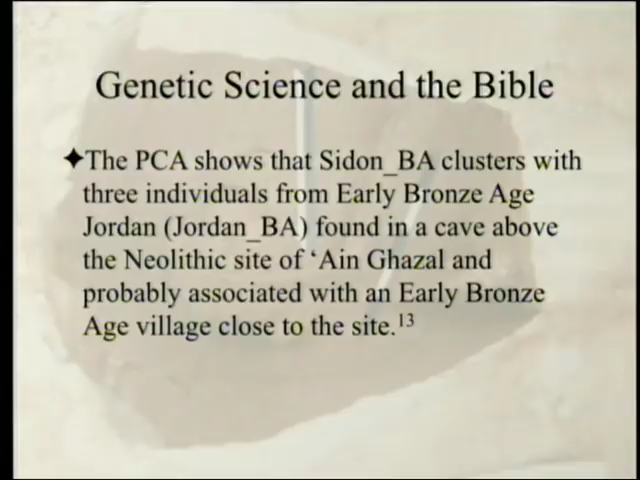 Genetic Science and the Bible
✦The PCA shows that Sidon_BA clusters with
three individuals from Early Bronze Age
Jordan (Jordan_BA) found in a cave above
the Neolithic site of ‘Ain Ghazal and
probably associated with an Early Bronze
Age village close to the site.¹³